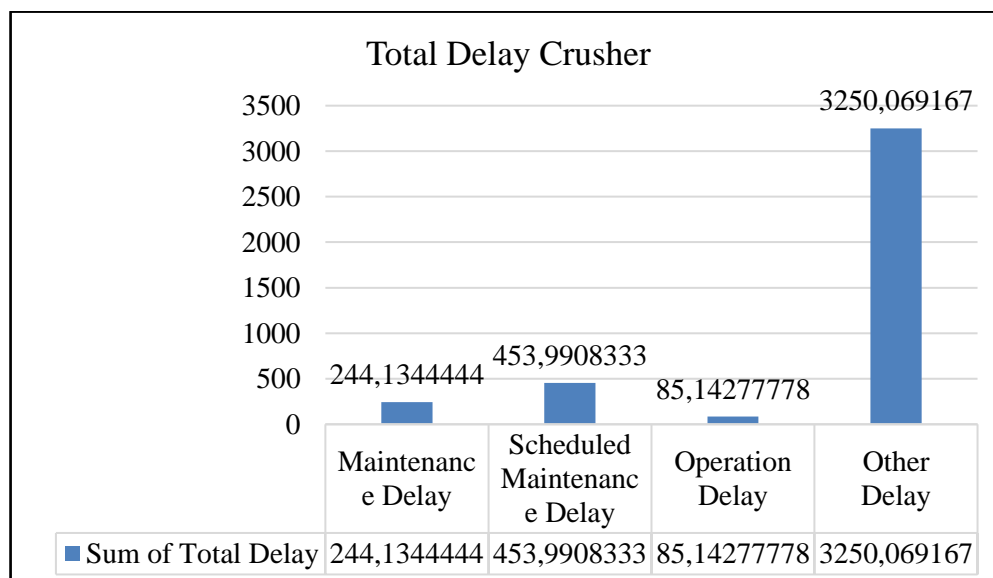 Total Delay Crusher
3500
3000
2500
2000
1500
1000
500
0
3250,069167
453,9908333
244,1344444
85,14277778
Maintenanc
e Delay
Scheduled
Maintenanc
e Delay
Operation
Delay
Other
Delay
Sum of Total Delay 244,1344444 453,9908333 85,14277778 3250,069167